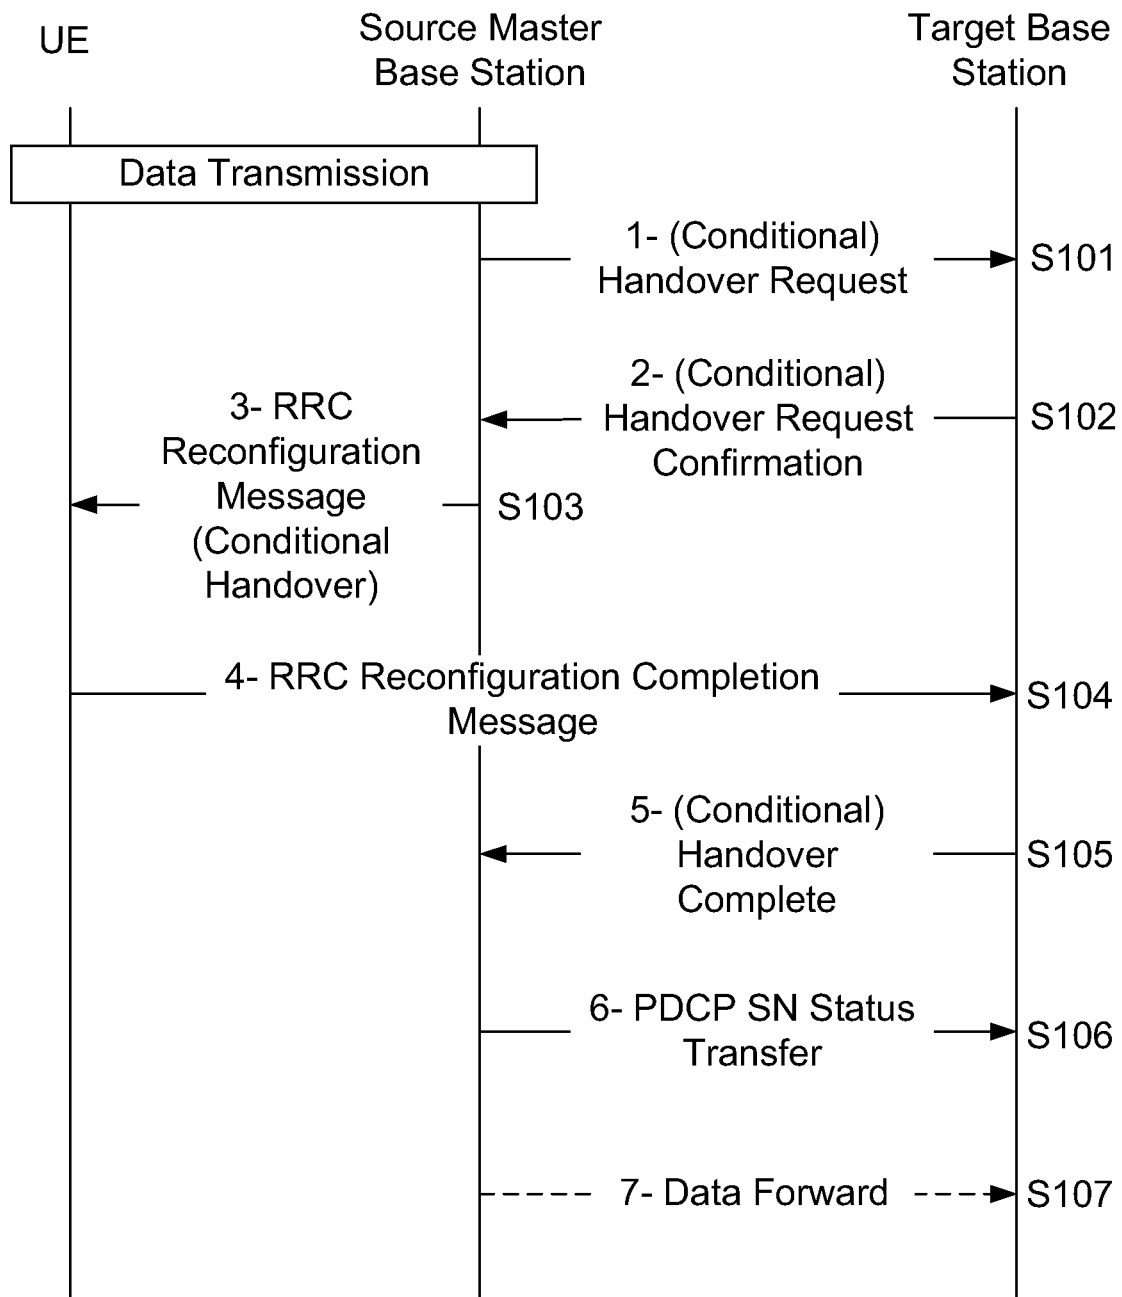 UE
Source Master
Base Station
Target Base
Station
Data Transmission
1- (Conditional)
Handover Request
S101
2- (Conditional)
Handover Request
Confirmation
S102
3- RRC
Reconfiguration
Message
(Conditional
Handover)
S103
4- RRC Reconfiguration Completion
Message
S104
5- (Conditional)
Handover
Complete
S105
6- PDCP SN Status
Transfer
S106
7- Data Forward
S107